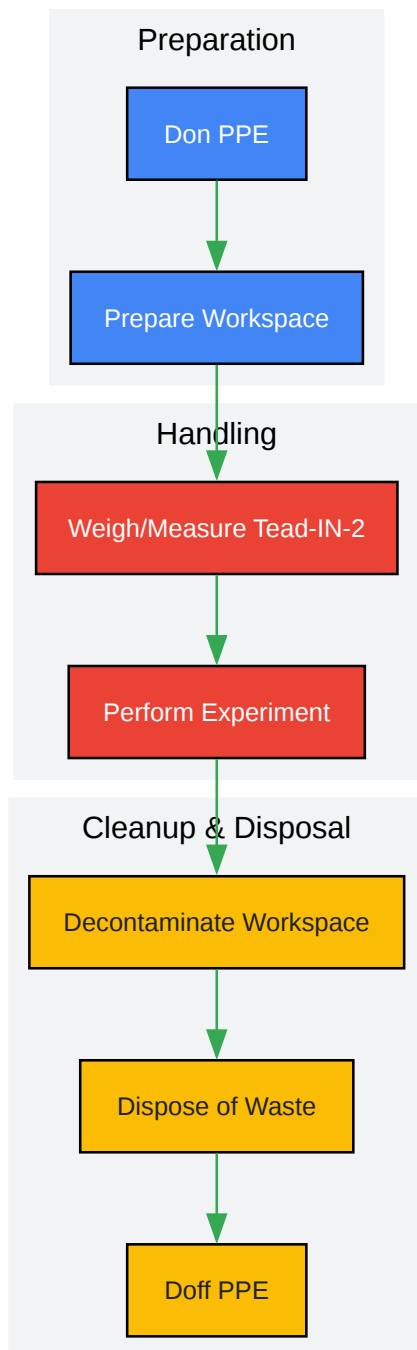 Preparation
Don PPE
Prepare Workspace
Handling
Weigh/Measure Tead-IN-2
Perform Experiment
Cleanup & Disposal
Decontaminate Workspace
Dispose of Waste
Doff PPE